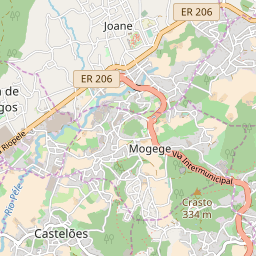 ER 206
Joane
ER 206
de
gos
Riopele
Mogege
via Intermunicipal
Rio Pele
Crasto
334 m
Castelões